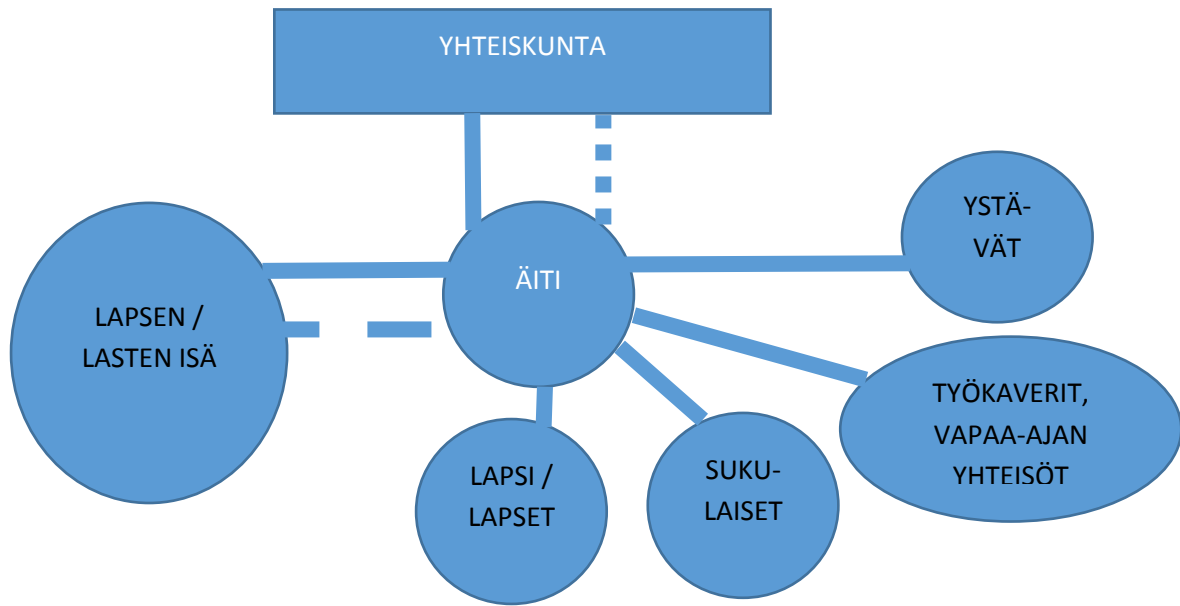 YHTEISKUNTA
YSTÄ-
VÄT
ÄITI
LAPSEN /
LASTEN ISÄ
TYÖKAVERIT,
VAPAA-AJAN
YHTEISÖT
LAPSI /
LAPSET
SUKU-
LAISET